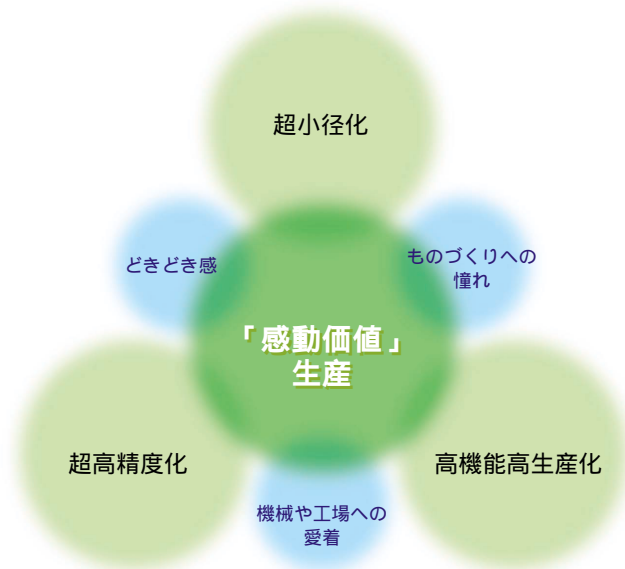 超小径化
どきどき感
ものづくりへの
憧れ
「感動価値」
生産
超高精度化
高機能高生産化
機械や工場への
愛着